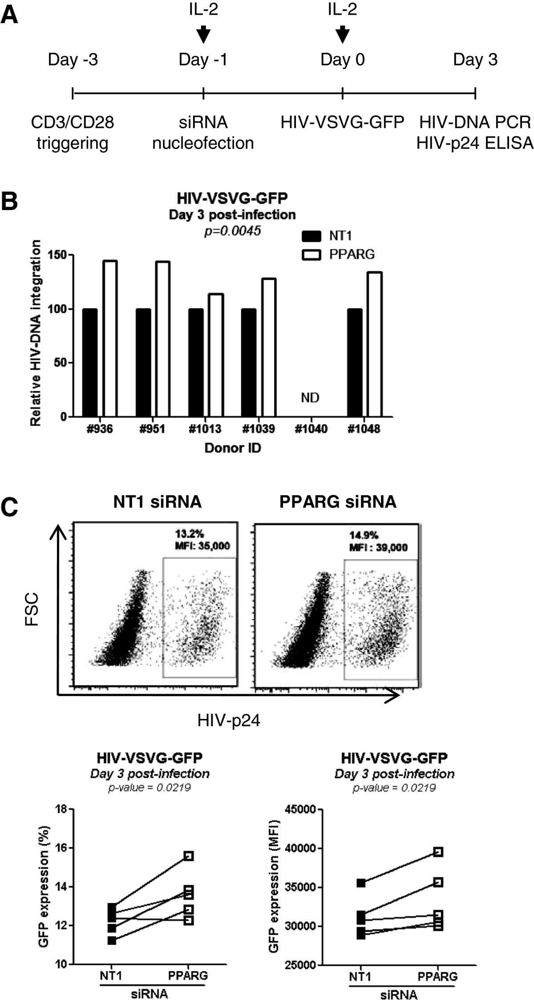 A
IL-2 IL-2
Day -3 Day -1 Day 0 Day 3
CD3/CD28 siRNA HIV-VSVG-GFP HIV-DNA PCR
triggering nucleofection HIV-p24 ELISA
B
HIV-VSVG-GFP
Day 3 post-infection
p=0.0045
NT1
PPARG
Relative HIV-DNA integration
150
100
50
0
ND
#936 #951 #1013 #1039 #1040 #1048
Donor ID
C
NT1 siRNA PPARG siRNA
13.2% 14.9%
MFI: 35,000 MFI : 39,000
FSC
HIV-p24
HIV-VSVG-GFP
Day 3 post-infection
p-value = 0.0219
GFP expression (%)
18
16
14
12
10
NT1 PPARG
siRNA
HIV-VSVG-GFP
Day 3 post-infection
p-value = 0.0219
GFP expression (MFI)
45000
40000
35000
30000
25000
NT1 PPARG
siRNA